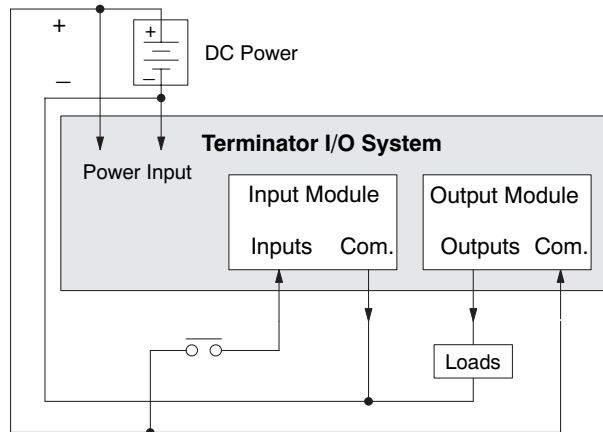 +
+
DC Power
–
–
Terminator I/O System
Power Input
Input Module
Output Module
Inputs Com.
Outputs Com.
Loads